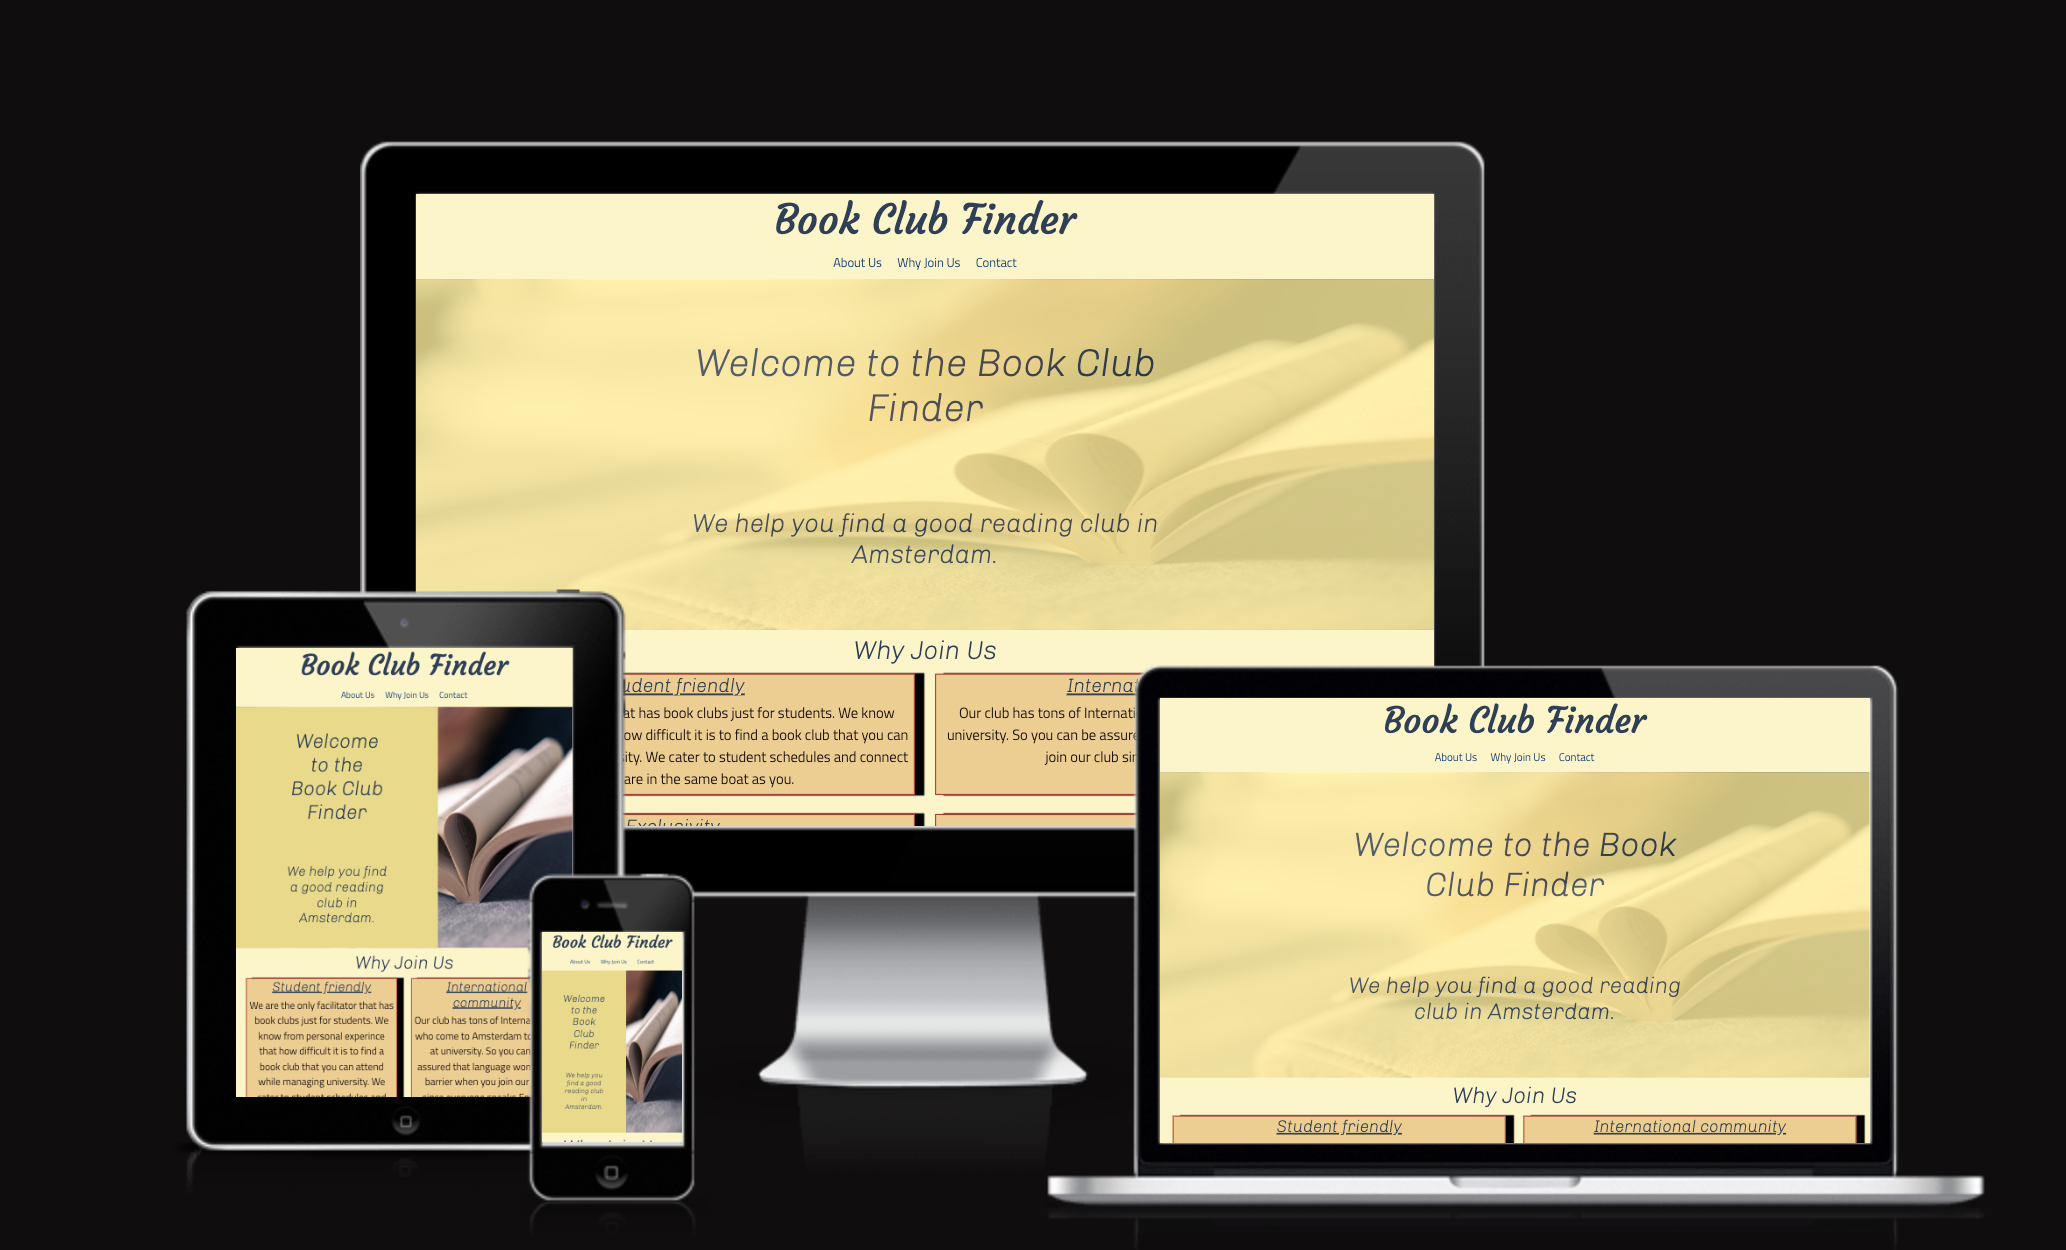 Book Club Finder
About Us Why Join Us Contact
Welcome to the Book Club
Finder
We help you find a good reading club in
Amsterdam.
Why Join Us
udent friendly
at has book clubs just for students. We know
ow difficult it is to find a book club that you can
sity. We cater to student schedules and connect
are in the same boat as you.
Internat
Our club has tons of Internati
university. So you can be assure
join our club sin
Exclusivity
Book Club Finder
About Us Why Join Us Contact
Welcome
to the
Book Club
Finder
We help you find
a good reading
club in
Amsterdam.
Why Join Us
Student friendly
We are the only facilitator that has
book clubs just for students. We
know from personal experince
that how difficult it is to find a
book club that you can attend
while managing university. We
cater to student schedules and
International
community
Our club has tons of Interna
who come to Amsterdam to
at university. So you can
assured that language won
barrier when you join our
since everyone speaks En
Book Club Finder
About Us Why Join Us Contact
Welcome
to the
Book
Club
Finder
We help you
find a good
reading club
in
Amsterdam.
Book Club Finder
About Us Why Join Us Contact
Welcome to the Book
Club Finder
We help you find a good reading
club in Amsterdam.
Why Join Us
Student friendly
International community